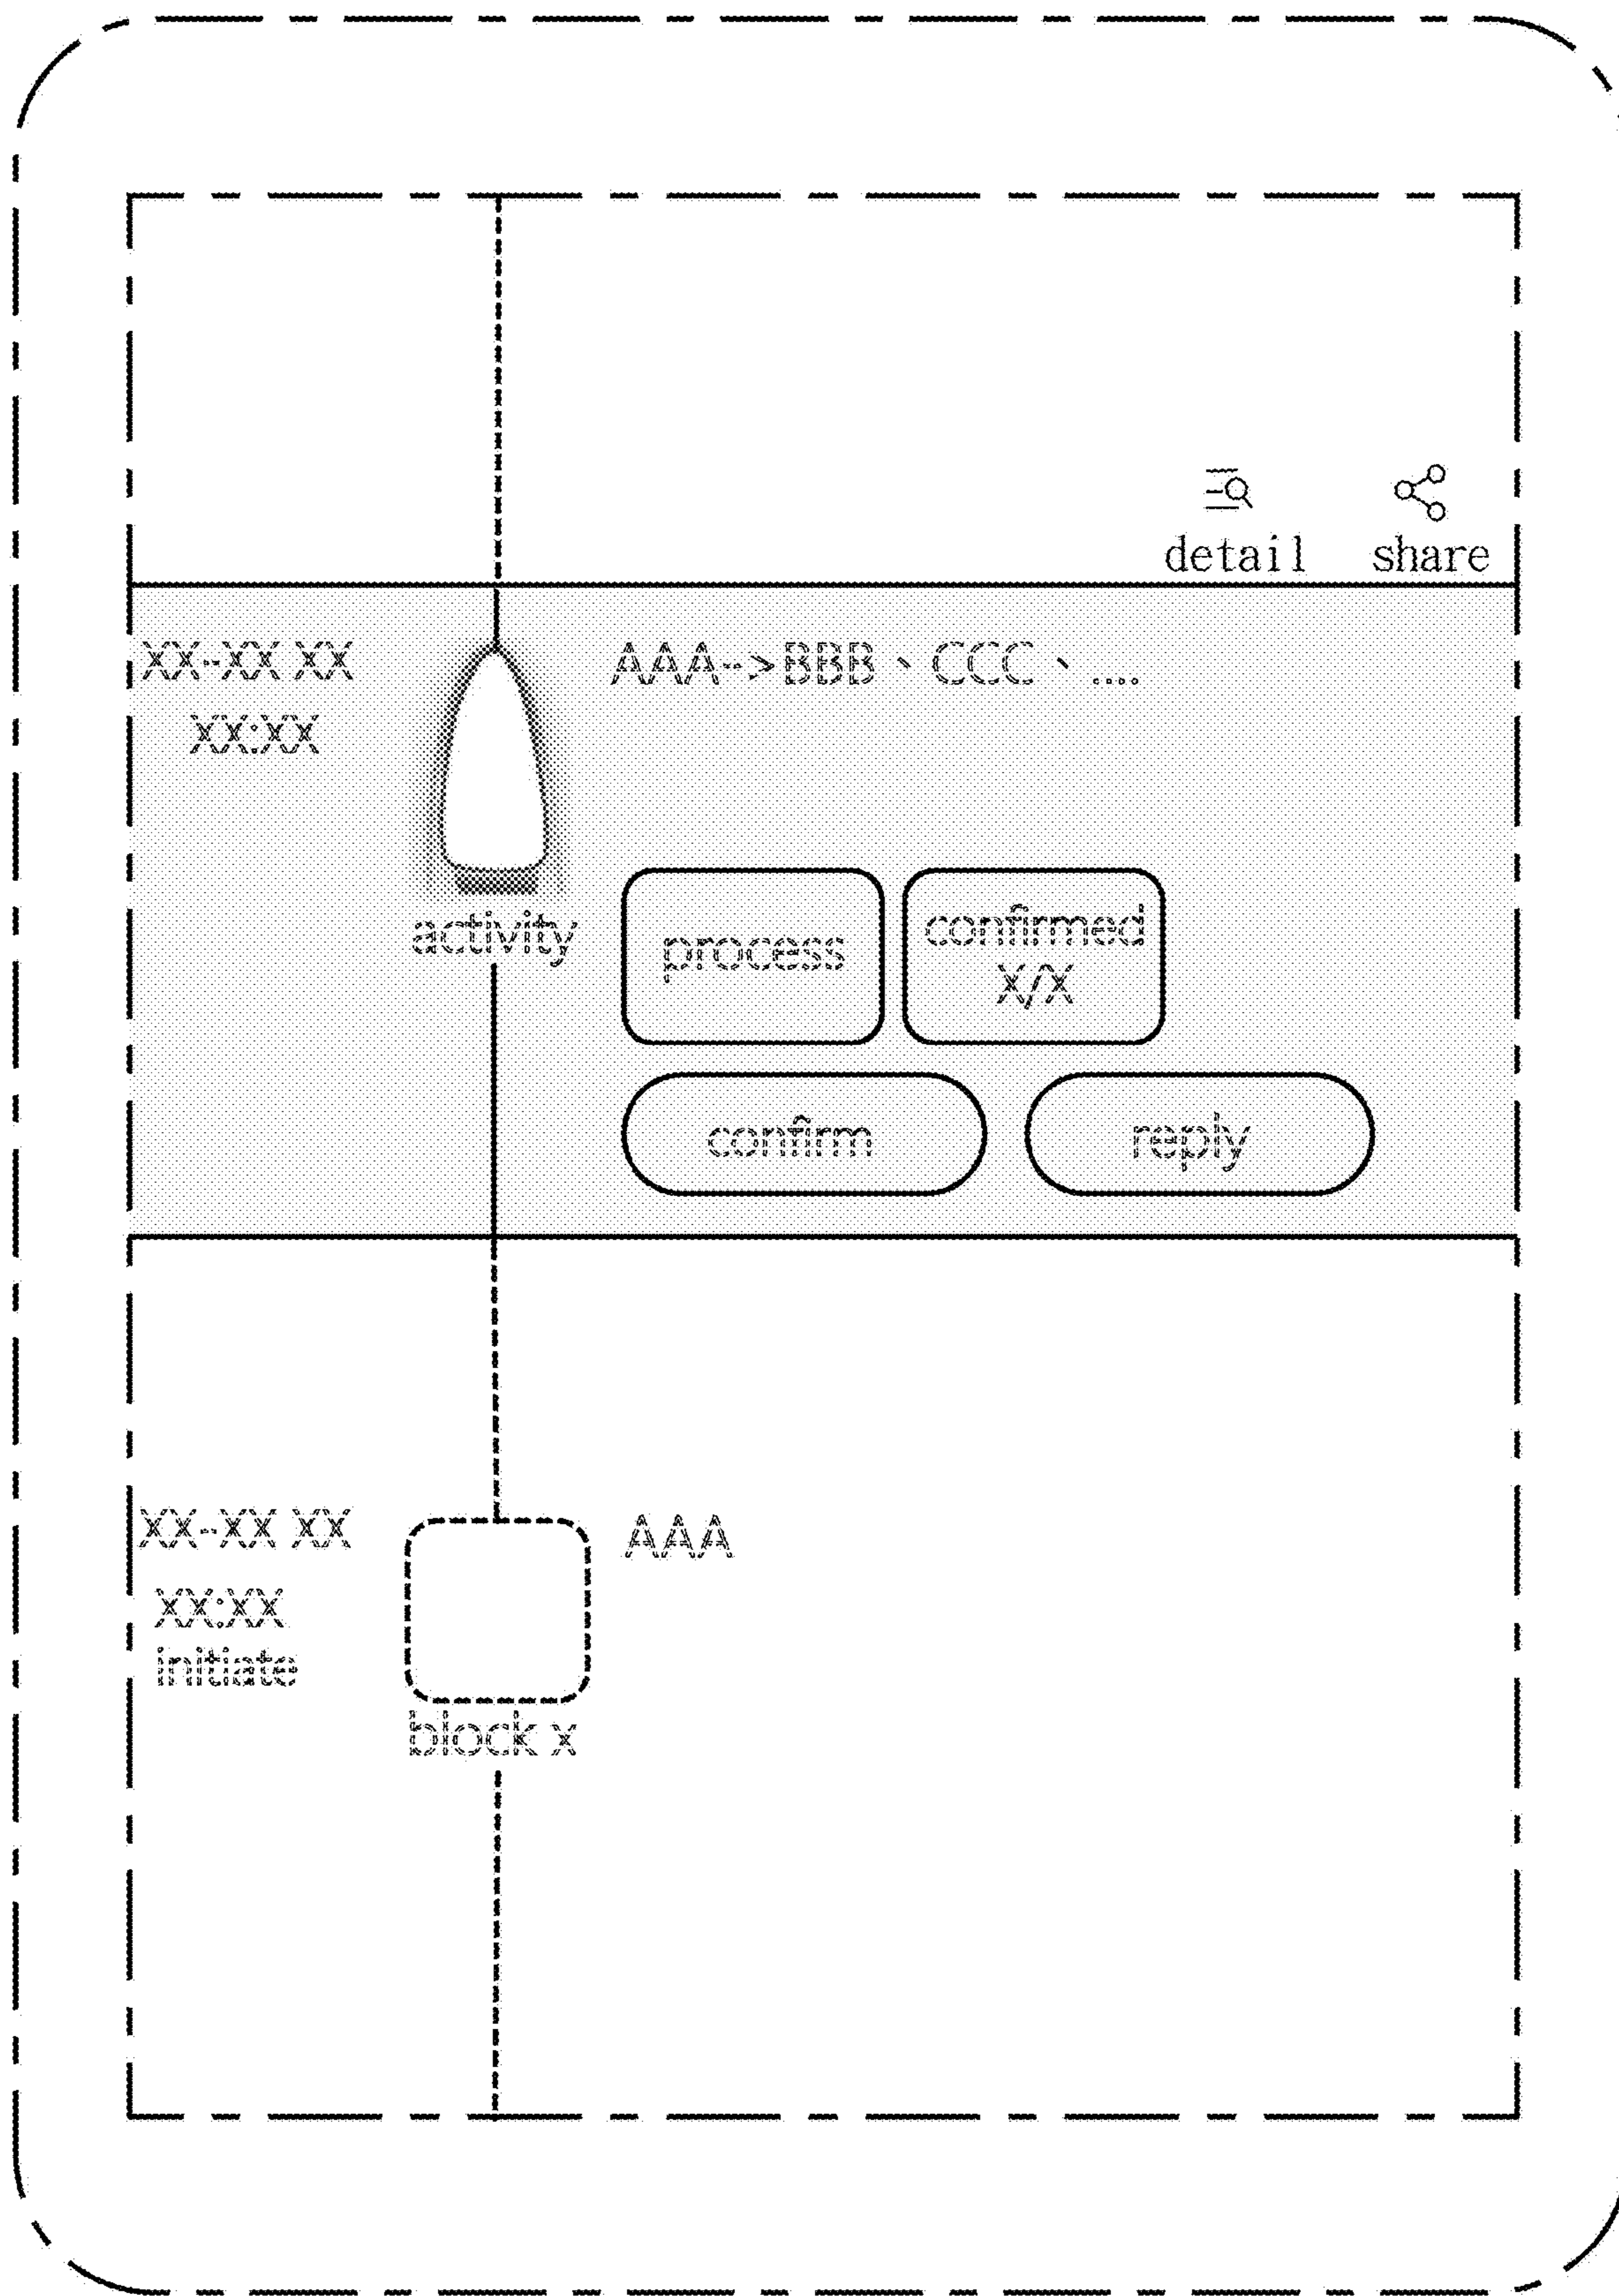 detail share
XX-XX XX AAA-->BBB、CCC、....
XX:XX
activity
process
confirmed
X/X
confirm reply
XX-XX XX AAA
XX:XX
initiate
block x